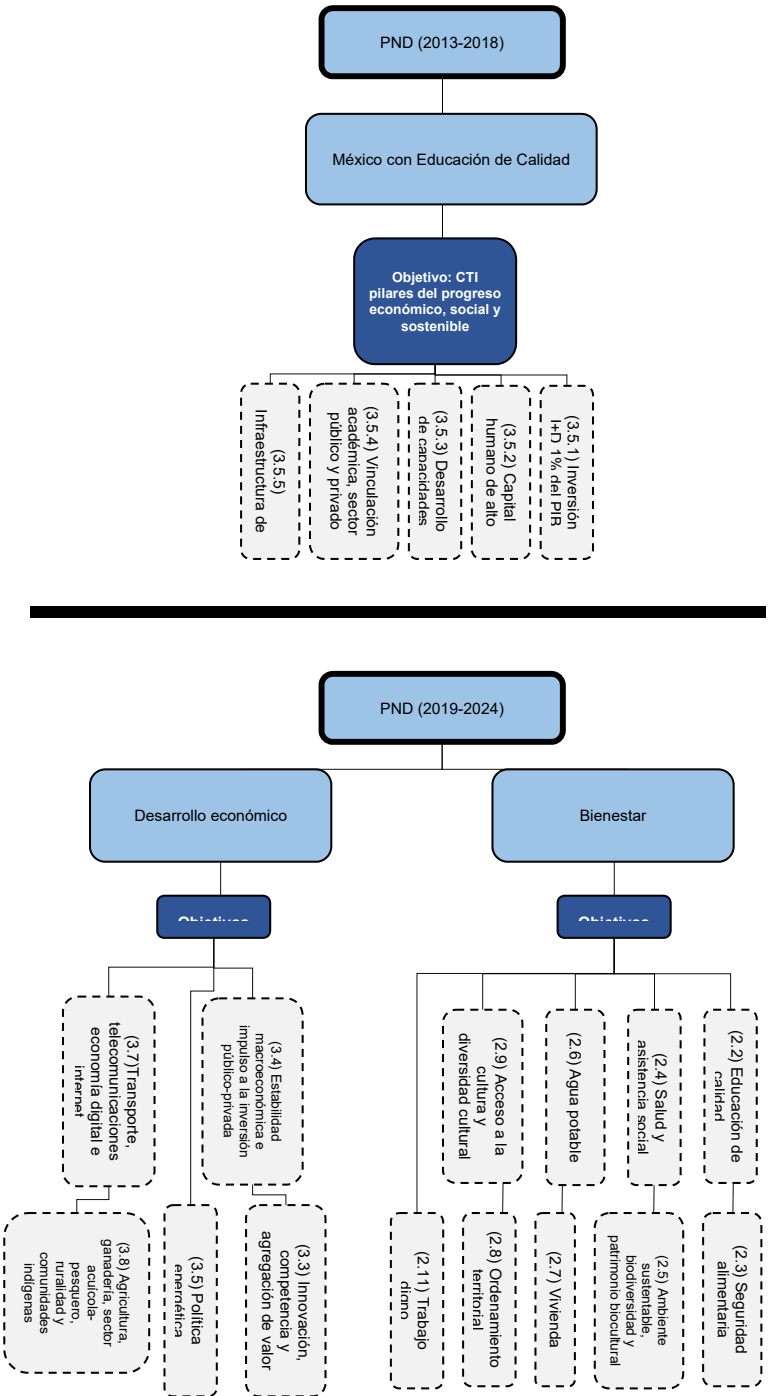 PND (2013-2018)
México con Educación de Calidad
Objetivo: CTI
pilares del progreso
económico, social y
sostenible
(3.5.5)
Infraestructura de
(3.5.4) Vinculación
académica, sector
público y privado
(3.5.3) Desarrollo
de capacidades
(3.5.2) Capital
humano de alto
(3.5.1) Inversión
I+D 1% del PIB
PND (2019-2024)
Desarrollo económico
Bienestar
Objetivos
Objetivos
(3.7)Transporte,
telecomunicaciones
economía digital e
internet
(3.4) Estabilidad
macroeconómica e
impulso a la inversión
público-privada
(2.9) Acceso a la
cultura y
diversidad cultural
(2.6) Agua potable
(2.4) Salud y
asistencia social
(2.2) Educación de
calidad
(3.8) Agricultura,
ganadería, sector
acuícola-
pesquero,
ruralidad y
comunidades
indígenas
(3.5) Política
energética
(3.3) Innovación,
competencia y
agregación de valor
(2.11) Trabajo
digno
(2.8) Ordenamiento
territorial
(2.7) Vivienda
(2.5) Ambiente
sustentable,
biodiversidad y
patrimonio biocultural
(2.3) Seguridad
alimentaria